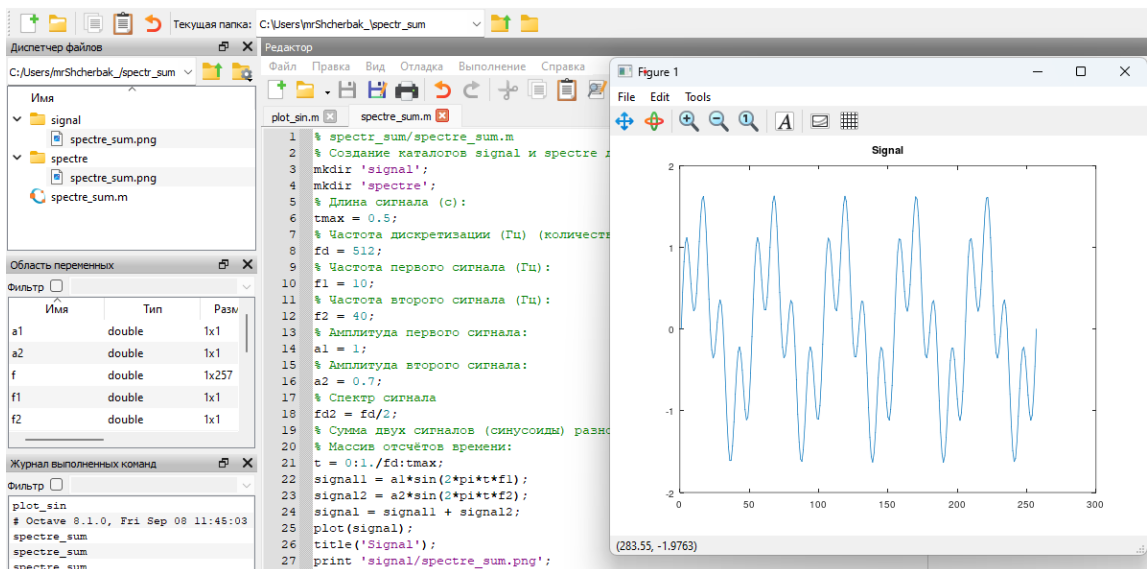 Текущая папка: C:\Users\mrShcherbak_\spectr_sum
Диспетчер файлов
C:/Users/mrShcherbak_/spectr_sum
Имя
signal
spectre_sum.png
spectre
spectre_sum.png
spectre_sum.m
Область переменных
Фильтр
Имя Тип Разм
a1 double 1x1
a2 double 1x1
f double 1x257
f1 double 1x1
f2 double 1x1
Журнал выполненных команд
Фильтр
plot_sin
# Octave 8.1.0, Fri Sep 08 11:45:03
spectre_sum
spectre_sum
spectre_sum
Редактор
Файл Правка Вид Отладка Выполнение Справка
plot_sin.m spectre_sum.m
1 % spectr_sum/spectre_sum.m
2 % Создание каталогов signal и spectre д
3 mkdir 'signal';
4 mkdir 'spectre';
5 % Длина сигнала (с):
6 tmax = 0.5;
7 % Частота дискретизации (Гц) (количеств
8 fd = 512;
9 % Частота первого сигнала (Гц):
10 f1 = 10;
11 % Частота второго сигнала (Гц):
12 f2 = 40;
13 % Амплитуда первого сигнала:
14 a1 = 1;
15 % Амплитуда второго сигнала:
16 a2 = 0.7;
17 % Спектр сигнала
18 fd2 = fd/2;
19 % Сумма двух сигналов (синусоиды) разно
20 % Массив отсчётов времени:
21 t = 0:1./fd:tmax;
22 signal1 = a1*sin(2*pi*t*f1);
23 signal2 = a2*sin(2*pi*t*f2);
24 signal = signal1 + signal2;
25 plot(signal);
26 title('Signal');
27 print 'signal/spectre_sum.png';
Figure 1
File Edit Tools
Signal
2
1
0
-1
-2
0 50 100 150 200 250 300
(283.55, -1.9763)